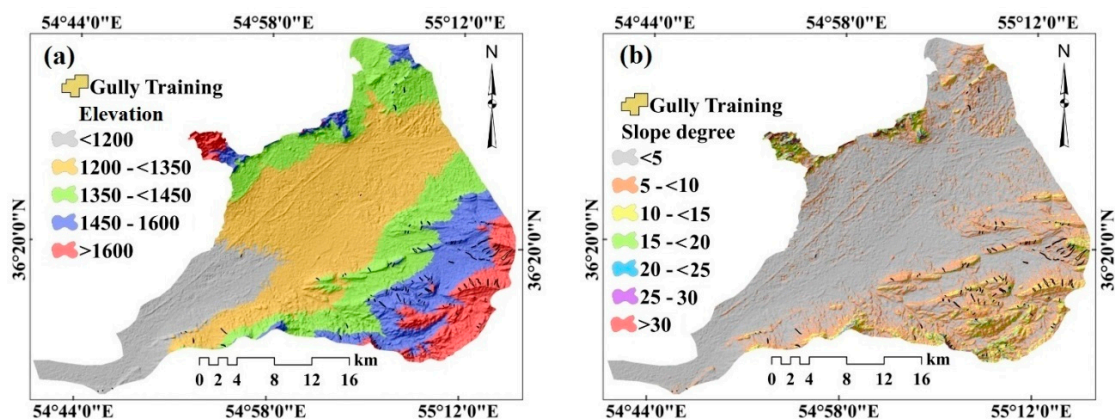 54°44'0"E 54°58'0"E 55°12'0"E
(a)
N
Gully Training
Elevation
<1200
1200 - <1350
1350 - <1450
1450 - 1600
>1600
36°20'0"N
36°20'0"N
km
0 2 4 8 12 16
54°44'0"E 54°58'0"E 55°12'0"E
54°44'0"E 54°58'0"E 55°12'0"E
(b)
N
Gully Training
Slope degree
<5
5 - <10
10 - <15
15 - <20
20 - <25
25 - 30
>30
36°20'0"N
km
0 2 4 8 12 16
54°44'0"E 54°58'0"E 55°12'0"E